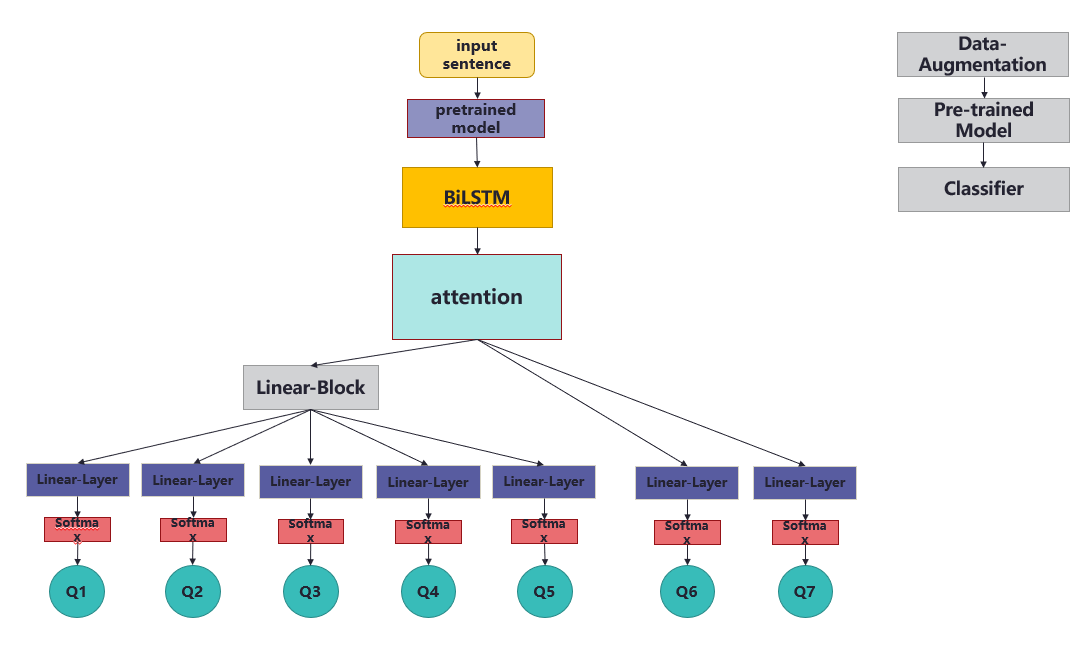 input
sentence
pretrained
model
BiLSTM
attention
Linear-Block
Linear-Layer
Linear-Layer
Linear-Layer
Linear-Layer
Linear-Layer
Linear-Layer
Linear-Layer
Softma
x
Softma
x
Softma
x
Softma
x
Softma
x
Softma
x
Softma
x
Q1
Q2
Q3
Q4
Q5
Q6
Q7
Data-
Augmentation
Pre-trained
Model
Classifier